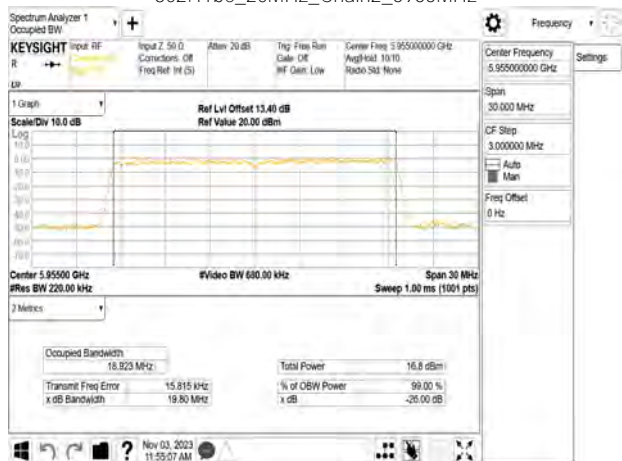 Spectrum Analyzer 1
Occupied BW
Frequency
KEYSIGHT
Input: RF
R
Input Z: 50 Ω
Corrections: Off
Freq Ref: Int (S)
Atten: 20 dB
Trig: Free Run
Gate: Off
#IF Gain: Low
Center Freq: 5.955000000 GHz
Avg|Hold: 10/10
Radio Std: None
Center Frequency
5.955000000 GHz
Settings
Span
30.000 MHz
CF Step
3.000000 MHz
Auto
Man
Freq Offset
0 Hz
1 Graph
Scale/Div 10.0 dB
Ref Lvl Offset 13.40 dB
Ref Value 20.00 dBm
Log
Center 5.95500 GHz
#Res BW 220.00 kHz
#Video BW 680.00 kHz
Span 30 MHz
Sweep 1.00 ms (1001 pts)
2 Metrics
Occupied Bandwidth
18.923 MHz
Total Power
16.8 dBm
Transmit Freq Error
15.815 kHz
% of OBW Power
99.00 %
x dB Bandwidth
19.80 MHz
x dB
-26.00 dB
Nov 03, 2023
11:55:07 AM